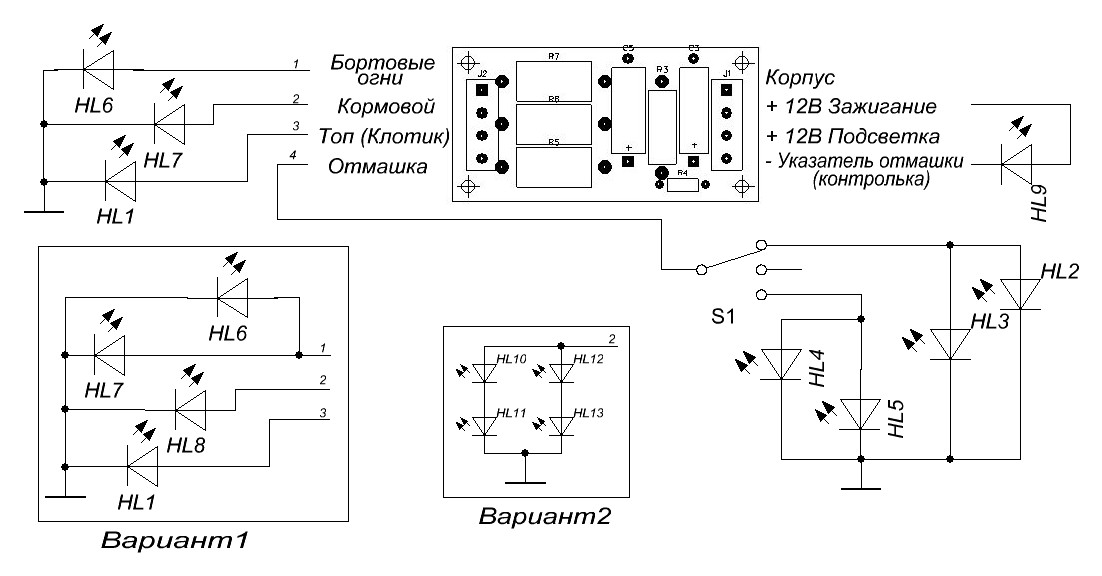 HL6
HL7
HL1
1
2
3
4
Бортовые
огни
Кормовой
Топ (Клотик)
Отмашка
J2
R7
R6
R5
C5
R3
C3
J1
R4
+
+
Корпус
+ 12В Зажигание
+ 12В Подсветка
- Указатель отмашки
(контролька)
HL9
S1
HL2
HL3
HL4
HL5
HL6
HL7
HL8
HL1
1
2
3
Вариант1
2
HL10
HL12
HL11
HL13
Вариант2